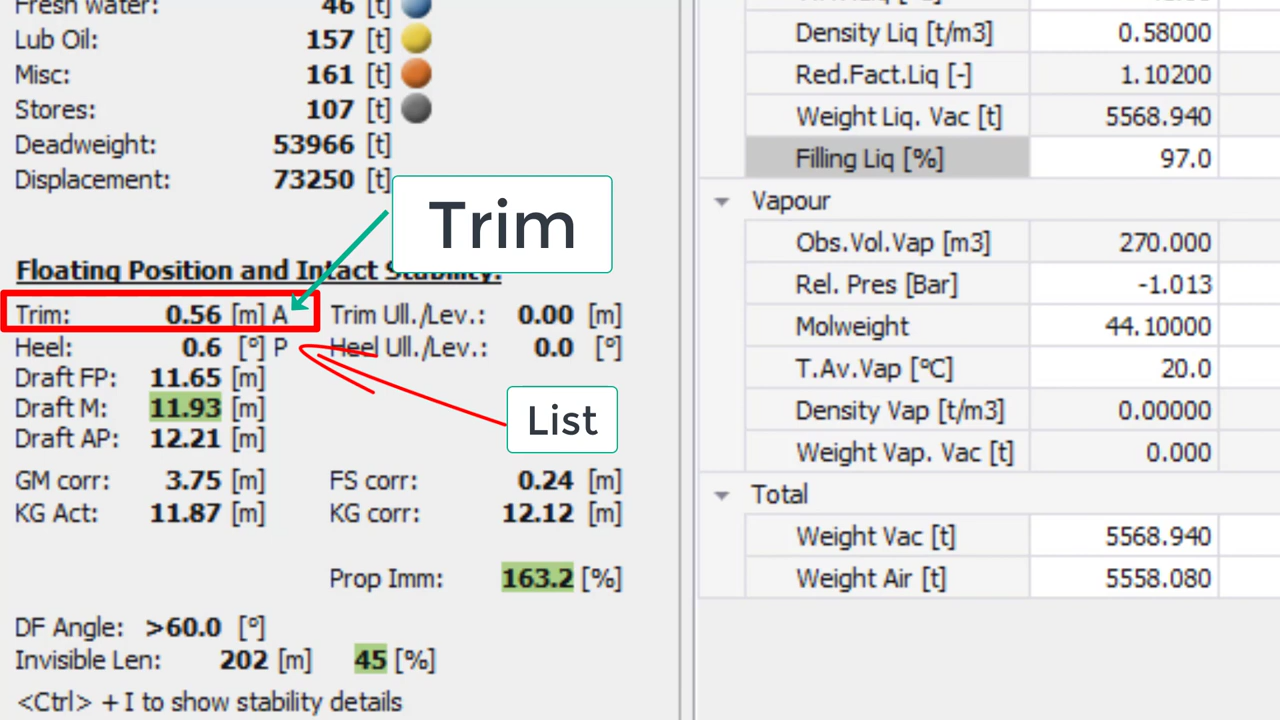 Fresh Water: 46 [t]
Lub Oil: 157 [t]
Misc: 161 [t]
Stores: 107 [t]
Deadweight: 53966 [t]
Displacement: 73250 [t]
Trim
Floating Position and Intact Stability:
Trim: 0.56 [m] A Trim Ull./Lev.: 0.00 [m]
Heel: 0.6 [°] P Heel Ull./Lev.: 0.0 [°]
Draft FP: 11.65 [m]
Draft M: 11.93 [m]
List
Draft AP: 12.21 [m]
GM corr: 3.75 [m] FS corr: 0.24 [m]
KG Act: 11.87 [m] KG corr: 12.12 [m]
Prop Imm: 163.2 [%]
DF Angle: >60.0 [°]
Invisible Len: 202 [m] 45 [%]
<Ctrl> + I to show stability details
Density Liq [t/m3] 0.58000
Red.Fact.Liq [-] 1.10200
Weight Liq. Vac [t] 5568.940
Filling Liq [%] 97.0
Vapour
Obs.Vol.Vap [m3] 270.000
Rel. Pres [Bar] -1.013
Molweight 44.10000
T.Av.Vap [°C] 20.0
Density Vap [t/m3] 0.00000
Weight Vap. Vac [t] 0.000
Total
Weight Vac [t] 5568.940
Weight Air [t] 5558.080